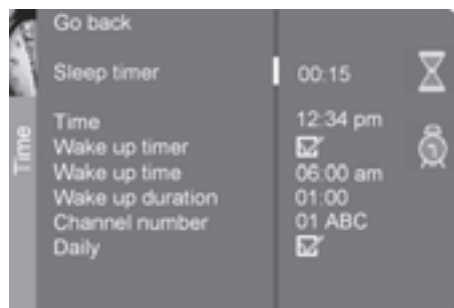 Go back
Sleep timer 00:15
Time 12:34 pm
Wake up timer
Wake up time 06:00 am
Wake up duration 01:00
Channel number 01 ABC
Daily
Time